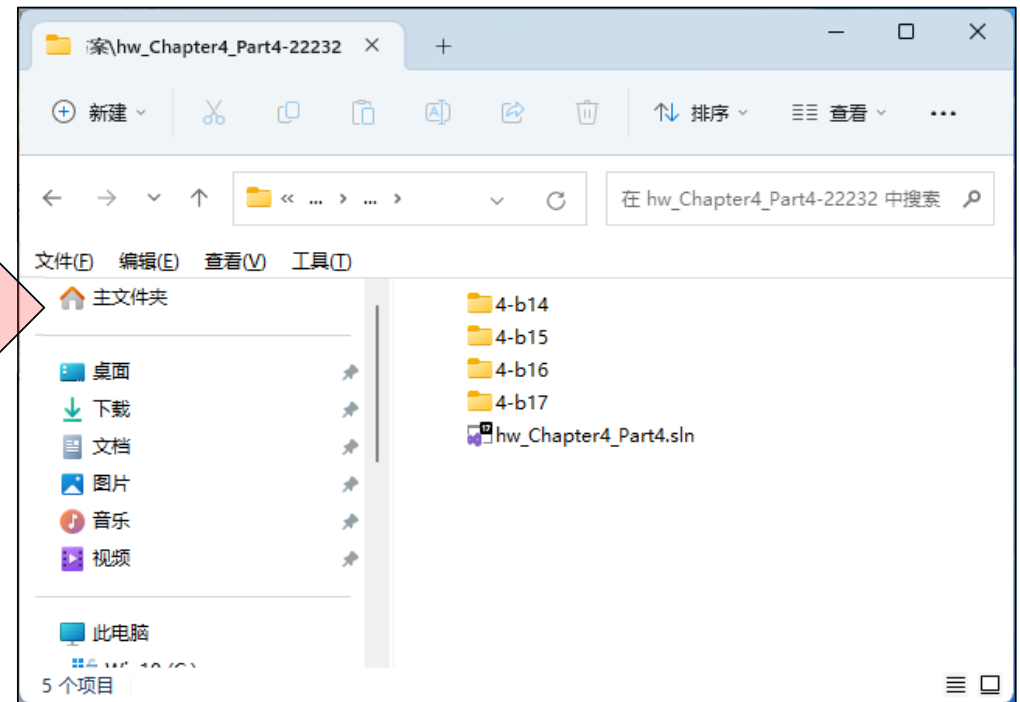 案\hw_Chapter4_Part4-22232
新建 排序 查看
« ... › ... › 在 hw_Chapter4_Part4-22232 中搜索
文件(F) 编辑(E) 查看(V) 工具(T)
主文件夹
桌面
下载
文档
图片
音乐
视频
此电脑
4-b14
4-b15
4-b16
4-b17
hw_Chapter4_Part4.sln
5 个项目